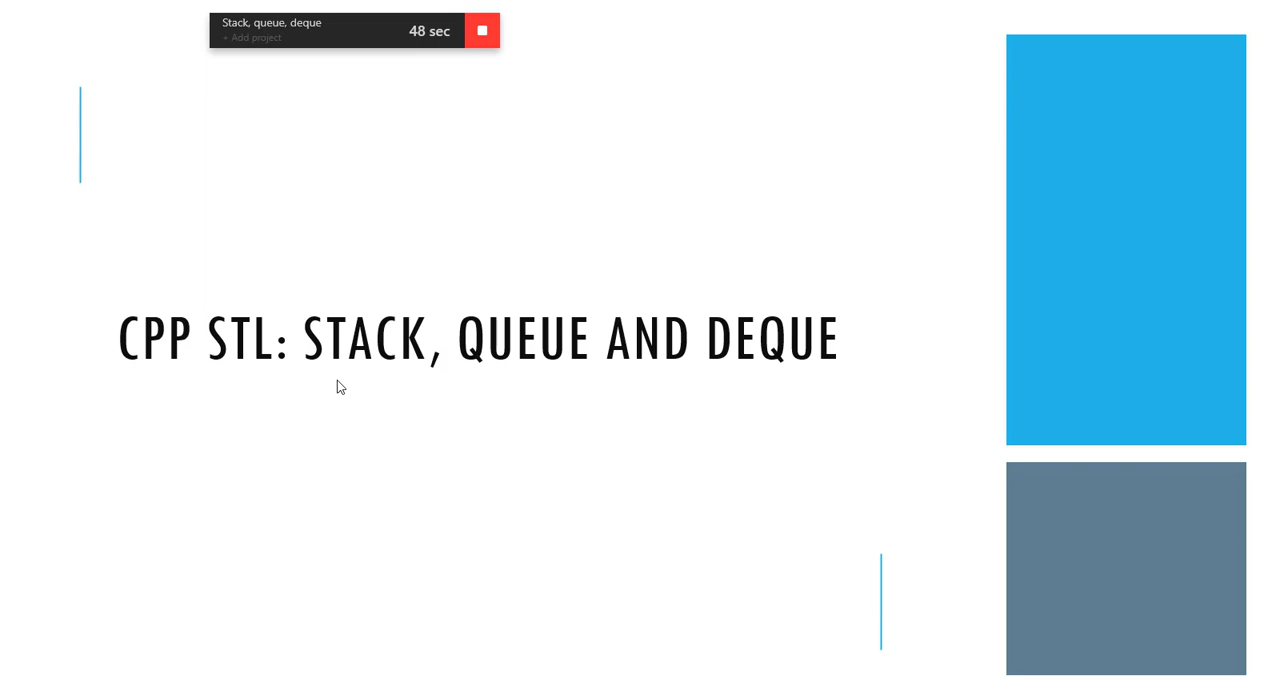 Stack, queue, deque
+ Add project
48 sec
CPP STL: STACK, QUEUE AND DEQUE